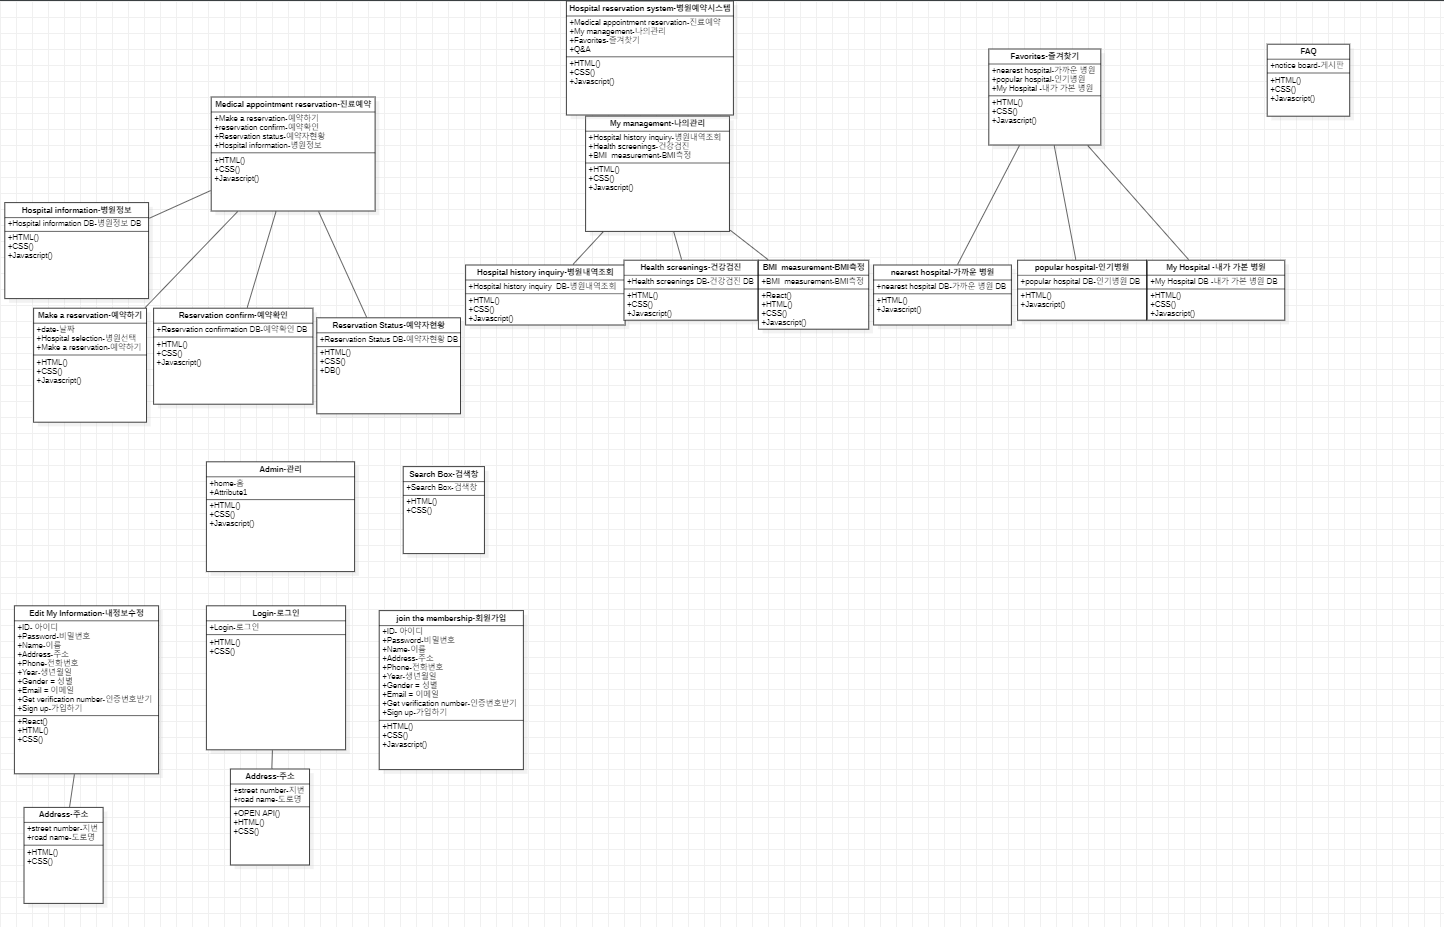 Hospital reservation system-병원예약시스템
+Medical appointment reservation-진료예약
+My management-나의관리
+Favorites-즐겨찾기
+Q&A
+HTML()
+CSS()
+Javascript()
Favorites-즐겨찾기
+nearest hospital-가까운 병원
+popular hospital-인기병원
+My Hospital -내가 가본 병원
+HTML()
+CSS()
+Javascript()
FAQ
+notice board-게시판
+HTML()
+CSS()
+Javascript()
Medical appointment reservation-진료예약
+Make a reservation-예약하기
+reservation confirm-예약확인
+Reservation status-예약자현황
+Hospital information-병원정보
+HTML()
+CSS()
+Javascript()
My management-나의관리
+Hospital history inquiry-병원내역조회
+Health screenings-건강검진
+BMI  measurement-BMI측정
+HTML()
+CSS()
+Javascript()
Hospital information-병원정보
+Hospital information DB-병원정보 DB
+HTML()
+CSS()
+Javascript()
Hospital history inquiry-병원내역조회
+Hospital history inquiry  DB-병원내역조회
+HTML()
+CSS()
+Javascript()
Health screenings-건강검진
+Health screenings DB-건강검진 DB
+HTML()
+CSS()
+Javascript()
BMI  measurement-BMI측정
+BMI  measurement-BMI측정
+React()
+HTML()
+CSS()
+Javascript()
nearest hospital-가까운 병원
+nearest hospital DB-가까운 병원 DB
+HTML()
+CSS()
popular hospital-인기병원
+popular hospital DB-인기병원 DB
+HTML()
+Javascript()
My Hospital -내가 가본 병원
+My Hospital DB -내가 가본 병원 DB
+HTML()
+CSS()
+Javascript()
Make a reservation-예약하기
+date-날짜
+Hospital selection-병원선택
+Make a reservation-예약하기
+HTML()
+CSS()
+Javascript()
Reservation confirm-예약확인
+Reservation confirmation DB-예약확인 DB
+HTML()
+CSS()
+Javascript()
Reservation Status-예약자현황
+Reservation Status DB-예약자현황 DB
+HTML()
+CSS()
+DB()
Admin-관리
+home-홈
+Attribute1
+HTML()
+CSS()
+Javascript()
Search Box-검색창
+Search Box-검색창
+HTML()
+CSS()
Edit My Information-내정보수정
+ID- 아이디
+Password-비밀번호
+Name-이름
+Address-주소
+Phone-전화번호
+Year-생년월일
+Gender = 성별
+Email = 이메일
+Get verification number-인증번호받기
+Sign up-가입하기
+React()
+HTML()
+CSS()
Login-로그인
+Login-로그인
+HTML()
+CSS()
join the membership-회원가입
+ID- 아이디
+Password-비밀번호
+Name-이름
+Address-주소
+Phone-전화번호
+Year-생년월일
+Gender = 성별
+Email = 이메일
+Get verification number-인증번호받기
+Sign up-가입하기
+HTML()
+CSS()
+Javascript()
Address-주소
+street number-지번
+road name-도로명
+OPEN API()
+HTML()
+CSS()
Address-주소
+street number-지번
+road name-도로명
+HTML()
+CSS()